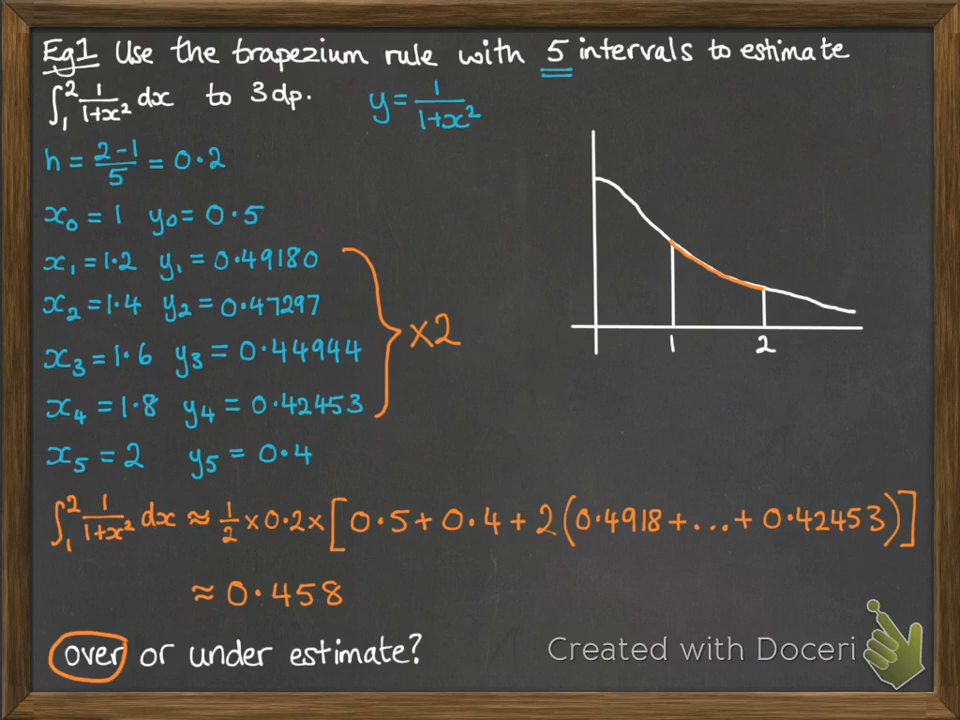 Eg1 Use the trapezium rule with 5 intervals to estimate
∫₁² 1/(1+x²) dx to 3dp. y = 1/(1+x²)
h = (2-1)/5 = 0.2
x₀ = 1 y₀ = 0.5
x₁ = 1.2 y₁ = 0.49180
x₂ = 1.4 y₂ = 0.47297
x₃ = 1.6 y₃ = 0.44944
x₄ = 1.8 y₄ = 0.42453
x₅ = 2 y₅ = 0.4
×2
1 2
∫₁² 1/(1+x²) dx ≈ 1/2 × 0.2 × [0.5 + 0.4 + 2(0.4918 + ... + 0.42453)]
≈ 0.458
over or under estimate?
Created with Doceri